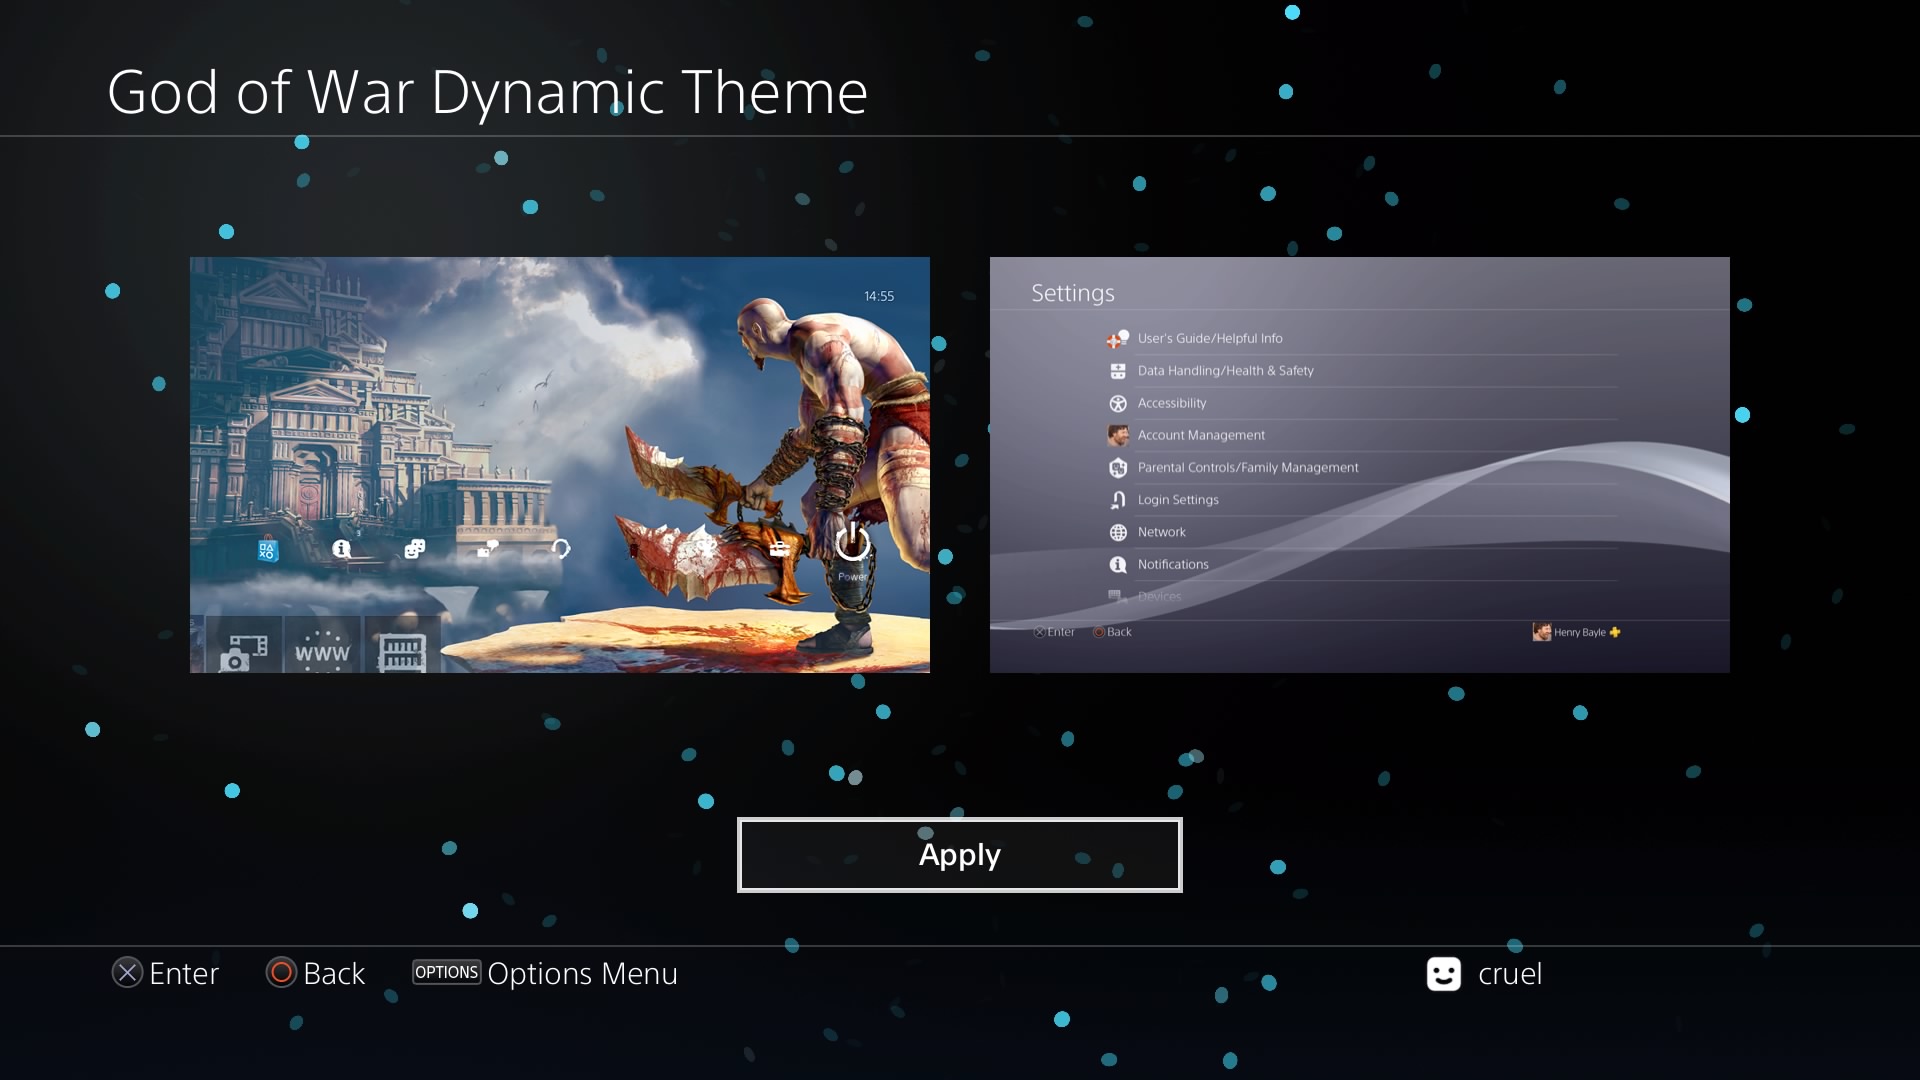 God of War Dynamic Theme
14:55
3
Power
WWW
Settings
User's Guide/Helpful Info
Data Handling/Health & Safety
Accessibility
Account Management
Parental Controls/Family Management
Login Settings
Network
Notifications
Devices
Enter Back
Henry Bayle
Apply
Enter Back OPTIONS Options Menu
cruel